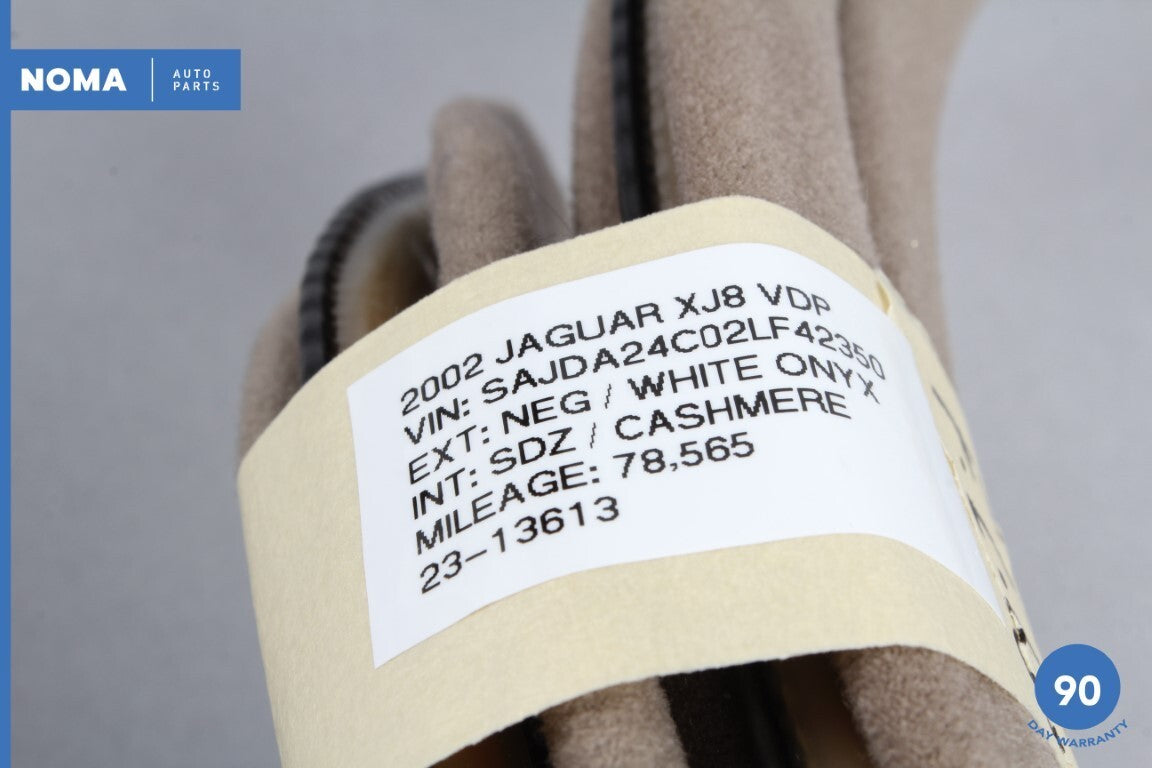 NOMA
AUTO
PARTS
2002 JAGUAR XJ8 VDP
VIN: SAJDA24C02LF42350
EXT: NEG / WHITE ONYX
INT: SDZ / CASHMERE
MILEAGE: 78,565
23-13613
90
DAY WARRANTY